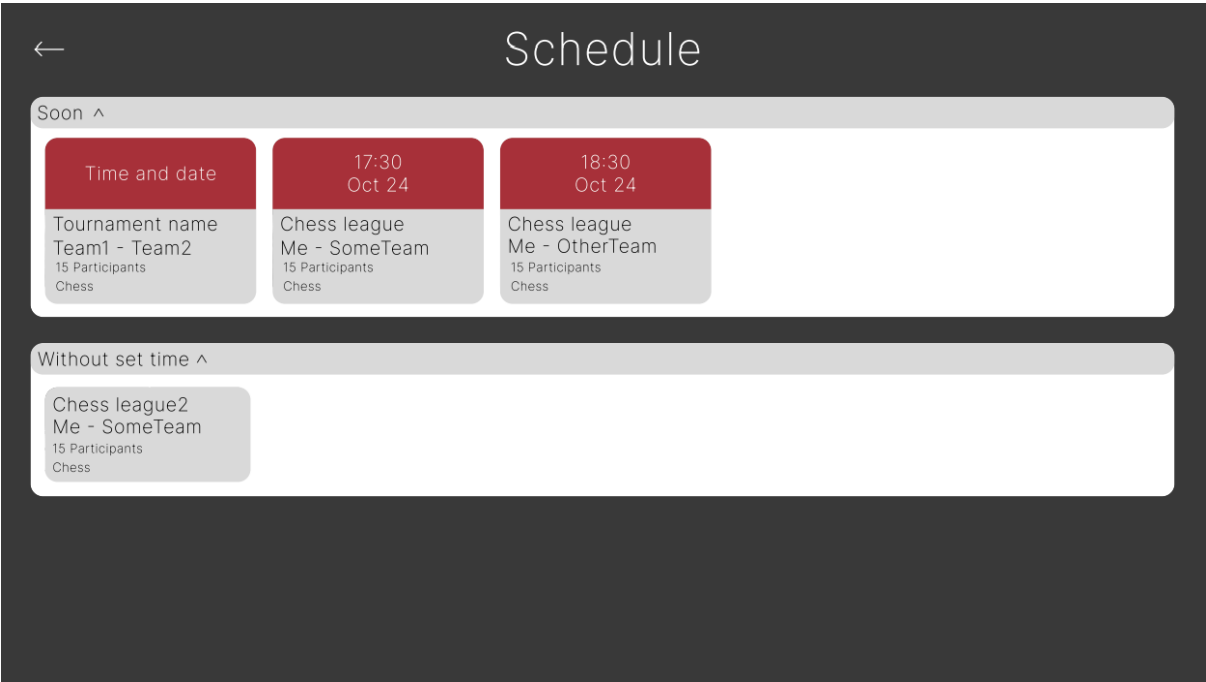 Schedule
Soon ^
Time and date
Tournament name
Team1 - Team2
15 Participants
Chess
17:30
Oct 24
Chess league
Me - SomeTeam
15 Participants
Chess
18:30
Oct 24
Chess league
Me - OtherTeam
15 Participants
Chess
Without set time ^
Chess league2
Me - SomeTeam
15 Participants
Chess